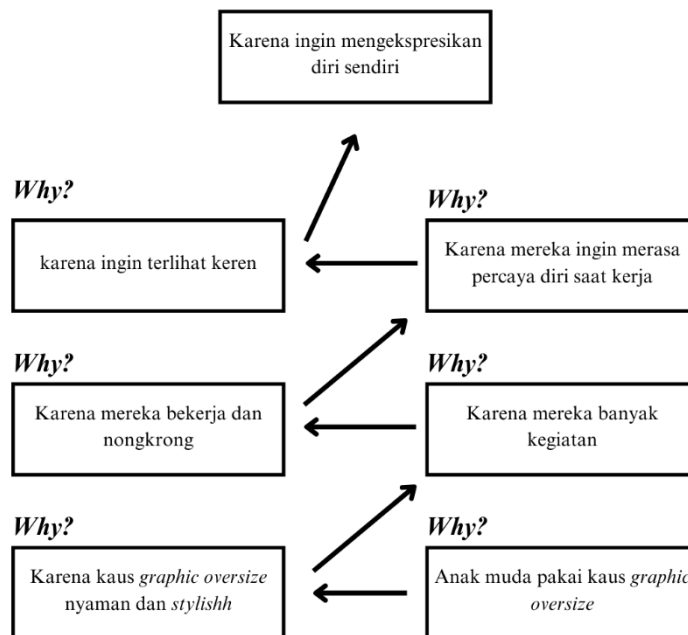 Karena ingin mengekspresikan
diri sendiri
Why?
Why?
karena ingin terlihat keren
Karena mereka ingin merasa
percaya diri saat kerja
Why?
Why?
Karena mereka bekerja dan
nongkrong
Karena mereka banyak
kegiatan
Why?
Why?
Karena kaus graphic oversize
nyaman dan stylishh
Anak muda pakai kaus graphic
oversize